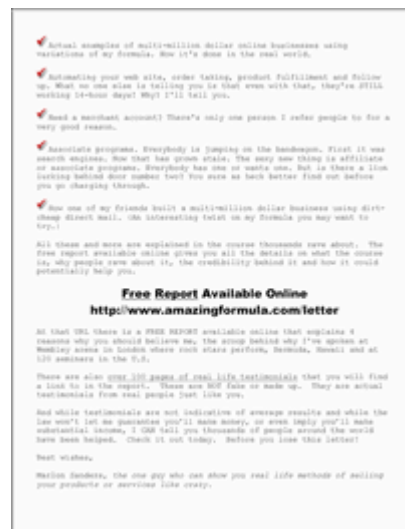 Actual examples of multi-million dollar online businesses using
variations of my formula. How it's done in the real world.
Automating your web site, order taking, product fulfillment and follow
up. What no one else is telling you is that even with that, they're STILL
working 14-hour days! Why? I'll tell you.
Need a merchant account? There's only one person I refer people to for a
very good reason.
Associate programs. Everybody is jumping on the bandwagon. First it was
search engines. Now that has grown stale. The sexy new thing is affiliate
or associate programs. Everybody has one or wants one. But is there a lion
lurking behind door number two? You sure as heck better find out before
you go charging through.
How one of my friends built a multi-million dollar business using dirt-
cheap direct mail. (An interesting twist on my formula you may want to
try.)
All these and more are explained in the course thousands rave about. The
free report available online gives you all the details on what the course
is, why people rave about it, the credibility behind it and how it could
potentially help you.
Free Report Available Online
http://www.amazingformula.com/letter
At that URL there is a FREE REPORT available online that explains 4
reasons why you should believe me, the scoop behind why I've spoken at
Wembley arena in London where rock stars perform, Bermuda, Hawaii and at
120 seminars in the U.S.
There are also over 100 pages of real life testimonials that you will find
a link to in the report. These are NOT fake or made up. They are actual
testimonials from real people just like you.
And while testimonials are not indicative of average results and while the
law won't let me guarantee you'll make money, or even imply you'll make
substantial income, I CAN tell you thousands of people around the world
have been helped. Check it out today. Before you lose this letter!
Best wishes,
Marlon Sanders, the one guy who can show you real life methods of selling
your products or services like crazy.